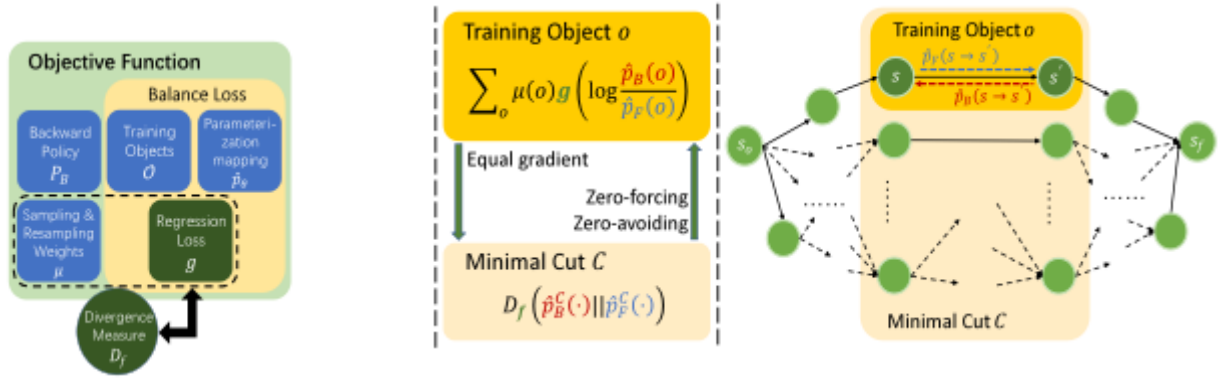 Objective Function
Balance Loss
Backward
Policy
P_B
Training
Objects
𝒪
Parameteri-
zation
mapping
p̂_θ
Sampling &
Resampling
Weights
μ
Regression
Loss
g
Divergence
Measure
D_f
Training Object o
∑_o μ(o)g(log p̂_B(o)/p̂_F(o))
Equal gradient
Zero-forcing
Zero-avoiding
Minimal Cut C
D_f(p̂_B^C(·)||p̂_F^C(·))
Training Object o
p̂_F(s → s′)
s
s′
p̂_B(s → s′)
s_o
s_f
Minimal Cut C